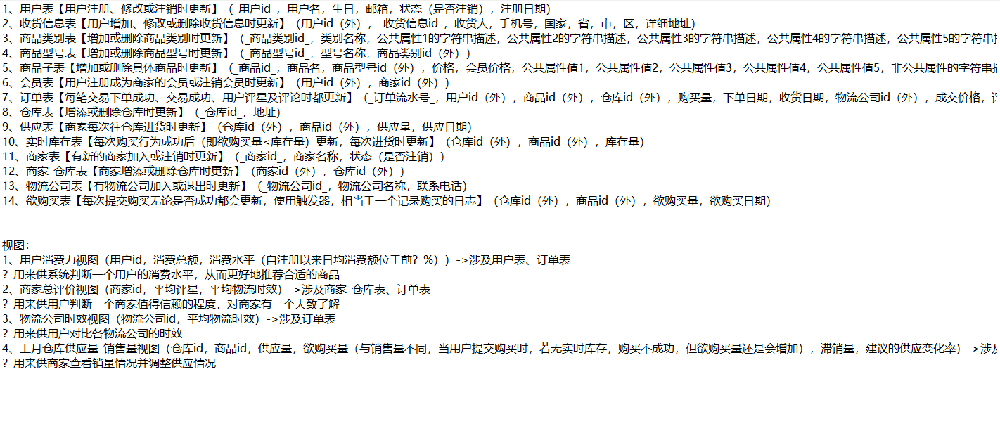 1、用户表【用户注册、修改或注销时更新】（_用户id_，用户名，生日，邮箱，状态（是否注销），注册日期）
2、收货信息表【用户增加、修改或删除收货信息时更新】（用户id（外），_收货信息id_，收货人，手机号，国家，省，市，区，详细地址）
3、商品类别表【增加或删除商品类别时更新】（_商品类别id_，类别名称，公共属性1的字符串描述，公共属性2的字符串描述，公共属性3的字符串描述，公共属性4的字符串描述，公共属性5的字符串
4、商品型号表【增加或删除商品型号时更新】（_商品型号id_，型号名称，商品类别id（外））
5、商品子表【增加或删除具体商品时更新】（_商品id_，商品名，商品型号id（外），价格，会员价格，公共属性值1，公共属性值2，公共属性值3，公共属性值4，公共属性值5，非公共属性的字符串
6、会员表【用户注册成为商家的会员或注销会员时更新】（用户id（外），商家id（外））
7、订单表【每笔交易下单成功、交易成功、用户评星及评论时都更新】（_订单流水号_，用户id（外），商品id（外），仓库id（外），购买量，下单日期，收货日期，物流公司id（外），成交价格，
8、仓库表【增添或删除仓库时更新】（_仓库id_，地址）
9、供应表【商家每次往仓库进货时更新】（仓库id（外），商品id（外），供应量，供应日期）
10、实时库存表【每次购买行为成功后（即欲购买量<库存量）更新，每次进货时更新】（仓库id（外），商品id（外），库存量）
11、商家表【有新的商家加入或注销时更新】（_商家id_，商家名称，状态（是否注销））
12、商家-仓库表【商家增添或删除仓库时更新】（商家id（外），仓库id（外））
13、物流公司表【有物流公司加入或退出时更新】（_物流公司id_，物流公司名称，联系电话）
14、欲购买表【每次提交购买无论是否成功都会更新，使用触发器，相当于一个记录购买的日志】（仓库id（外），商品id（外），欲购买量，欲购买日期）
视图：
1、用户消费力视图（用户id，消费总额，消费水平（自注册以来日均消费额位于前？%））->涉及用户表、订单表
？用来供系统判断一个用户的消费水平，从而更好地推荐合适的商品
2、商家总评价视图（商家id，平均评星，平均物流时效）->涉及商家-仓库表、订单表
？用来供用户判断一个商家值得信赖的程度，对商家有一个大致了解
3、物流公司时效视图（物流公司id，平均物流时效）->涉及订单表
？用来供用户对比各物流公司的时效
4、上月仓库供应量-销售量视图（仓库id，商品id，供应量，欲购买量（与销售量不同，当用户提交购买时，若无实时库存，购买不成功，但欲购买量还是会增加），滞销量，建议的供应变化率）->涉
？用来供商家查看销量情况并调整供应情况